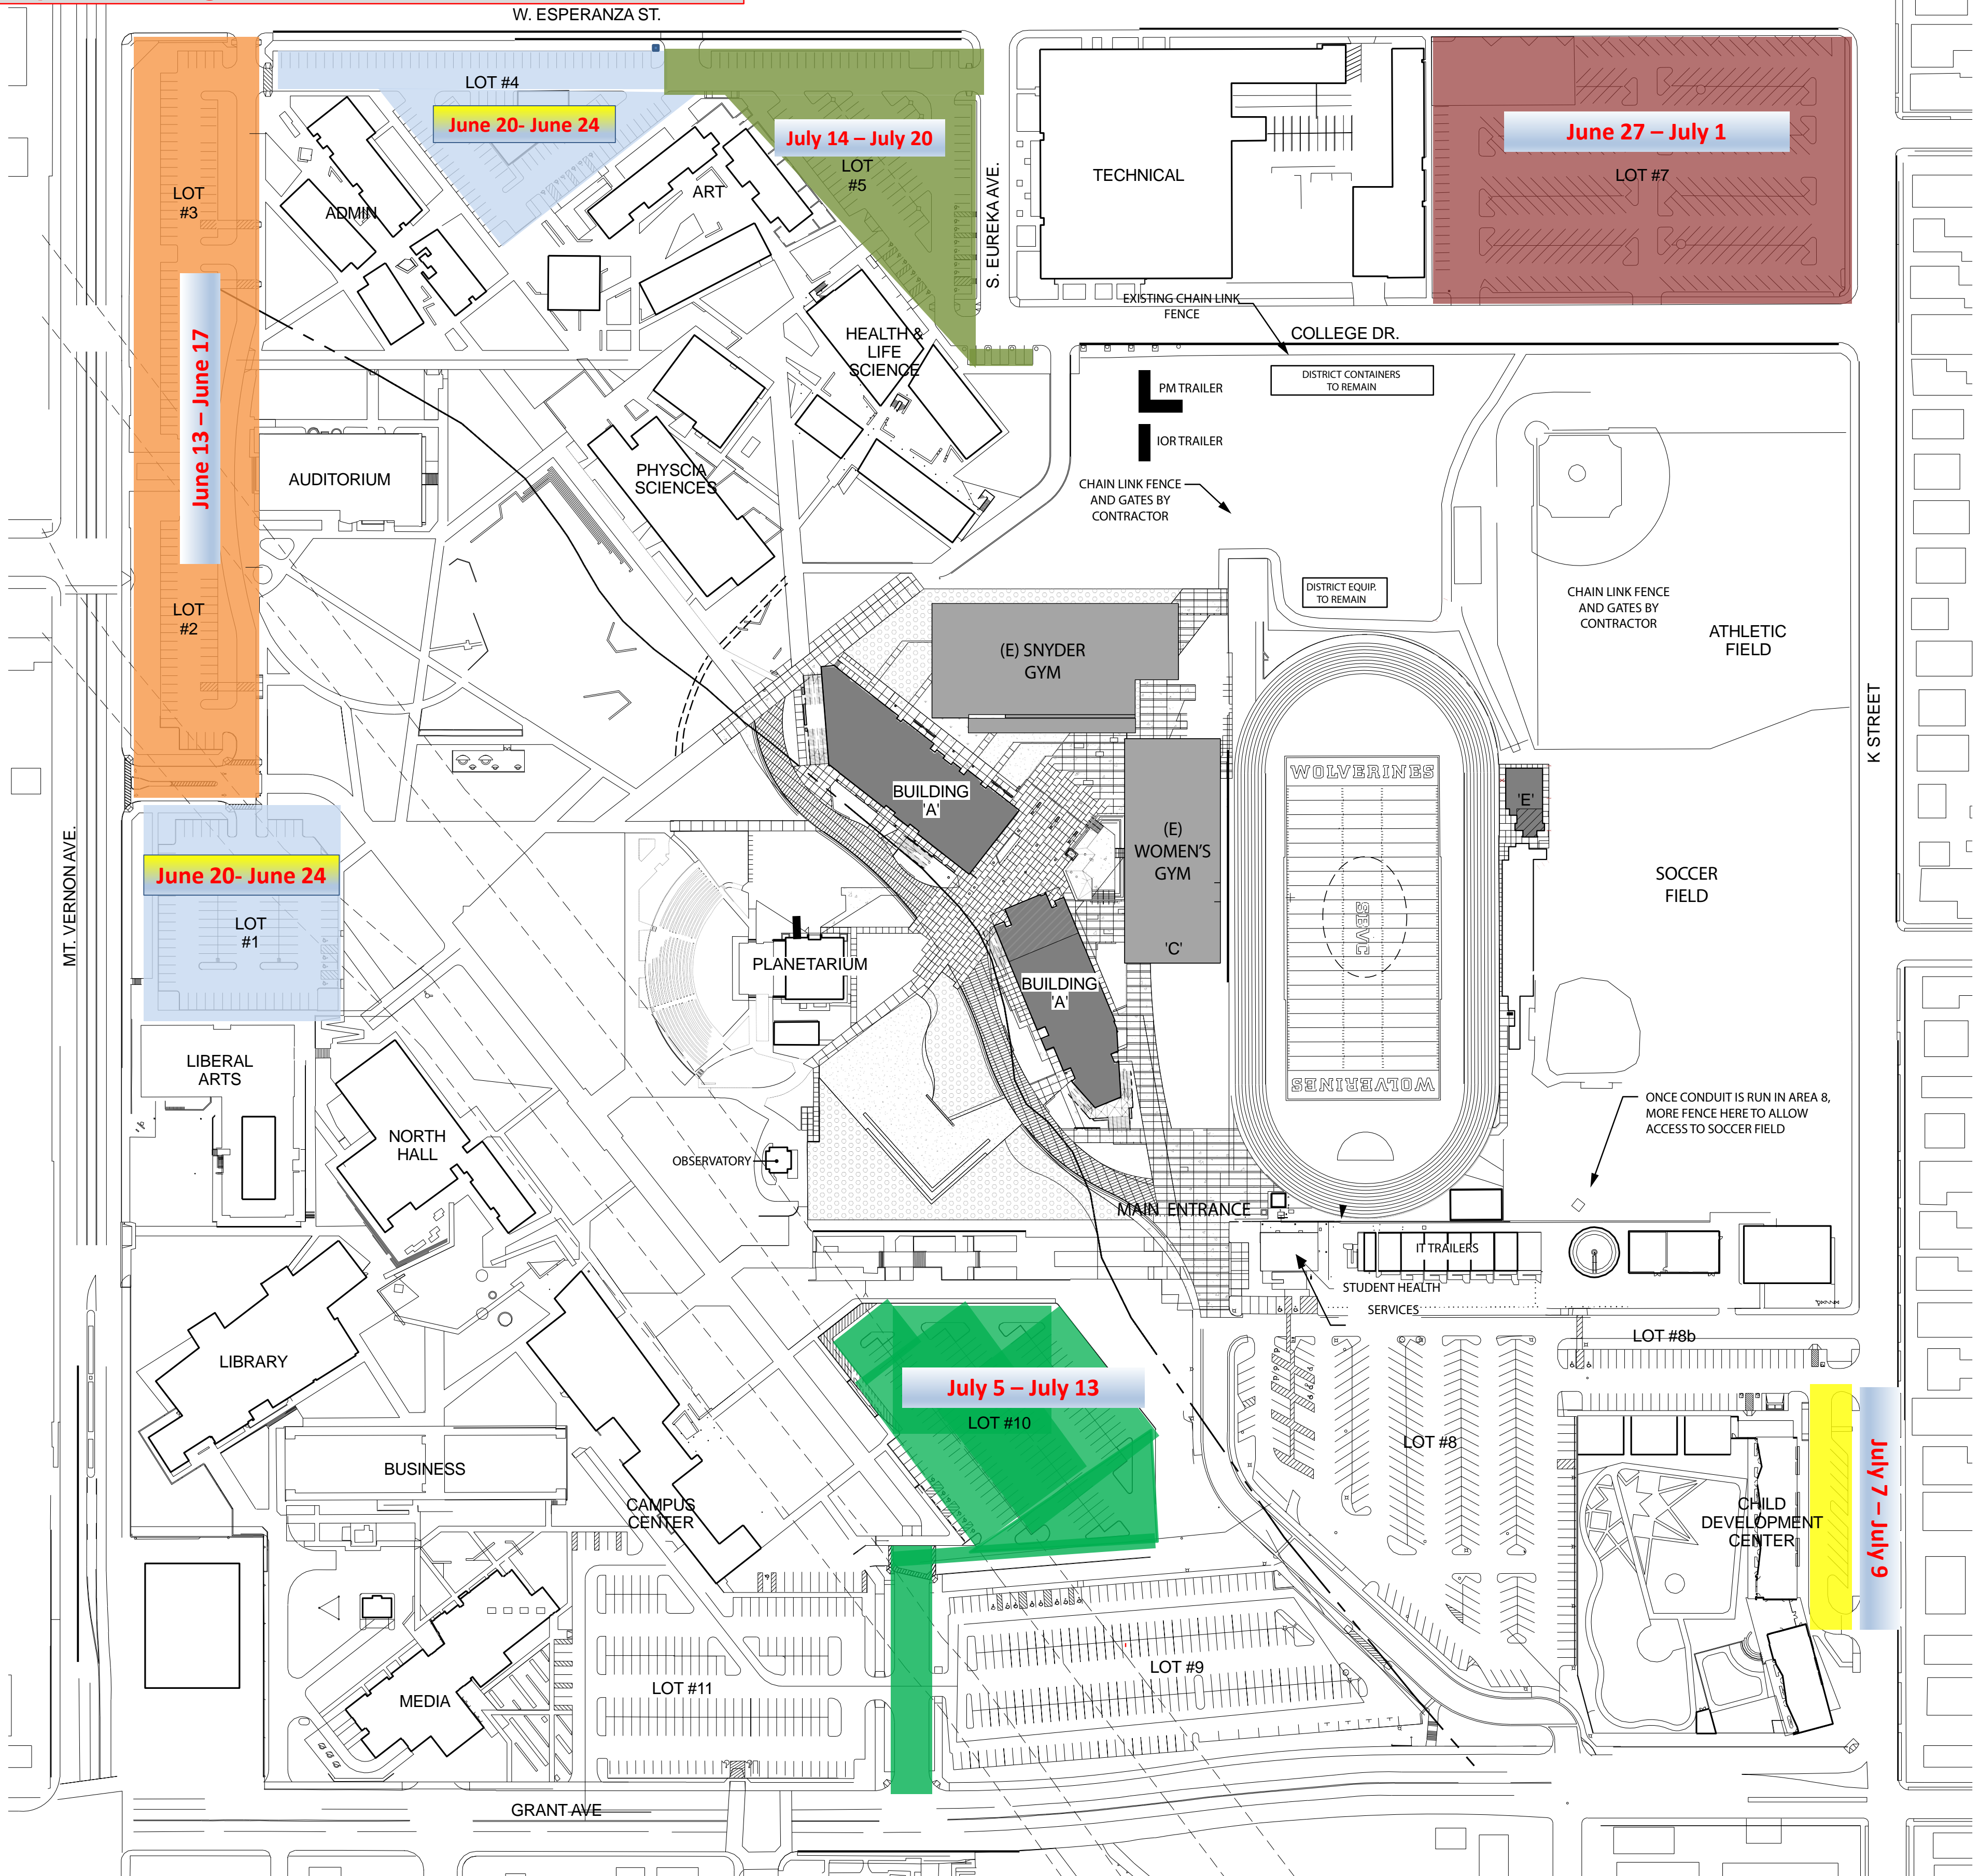 W. ESPERANZA ST.
LOT #4
June 20- June 24
July 14 – July 20
LOT
#5
June 27 – July 1
LOT #7
TECHNICAL
S. EUREKA AVE.
LOT
#3
ADMIN
ART
June 13 – June 17
EXISTING CHAIN LINK
FENCE
COLLEGE DR.
HEALTH &
LIFE
SCIENCE
DISTRICT CONTAINERS
TO REMAIN
PM TRAILER
IOR TRAILER
AUDITORIUM
PHYSCIA
SCIENCES
CHAIN LINK FENCE
AND GATES BY
CONTRACTOR
LOT
#2
DISTRICT EQUIP.
TO REMAIN
CHAIN LINK FENCE
AND GATES BY
CONTRACTOR
ATHLETIC
FIELD
(E) SNYDER
GYM
K STREET
WOLVERINES
BUILDING
'A'
'E'
(E)
WOMEN'S
GYM
'C'
MT. VERNON AVE.
June 20- June 24
LOT
#1
SOCCER
FIELD
SBVC
PLANETARIUM
BUILDING
'A'
WOLVERINES
LIBERAL
ARTS
NORTH
HALL
OBSERVATORY
ONCE CONDUIT IS RUN IN AREA 8,
MORE FENCE HERE TO ALLOW
ACCESS TO SOCCER FIELD
MAIN ENTRANCE
IT TRAILERS
STUDENT HEALTH
SERVICES
LOT #8b
LIBRARY
July 5 – July 13
LOT #10
LOT #8
July 7 – July 9
BUSINESS
CAMPUS
CENTER
CHILD
DEVELOPMENT
CENTER
MEDIA
LOT #11
LOT #9
GRANT AVE